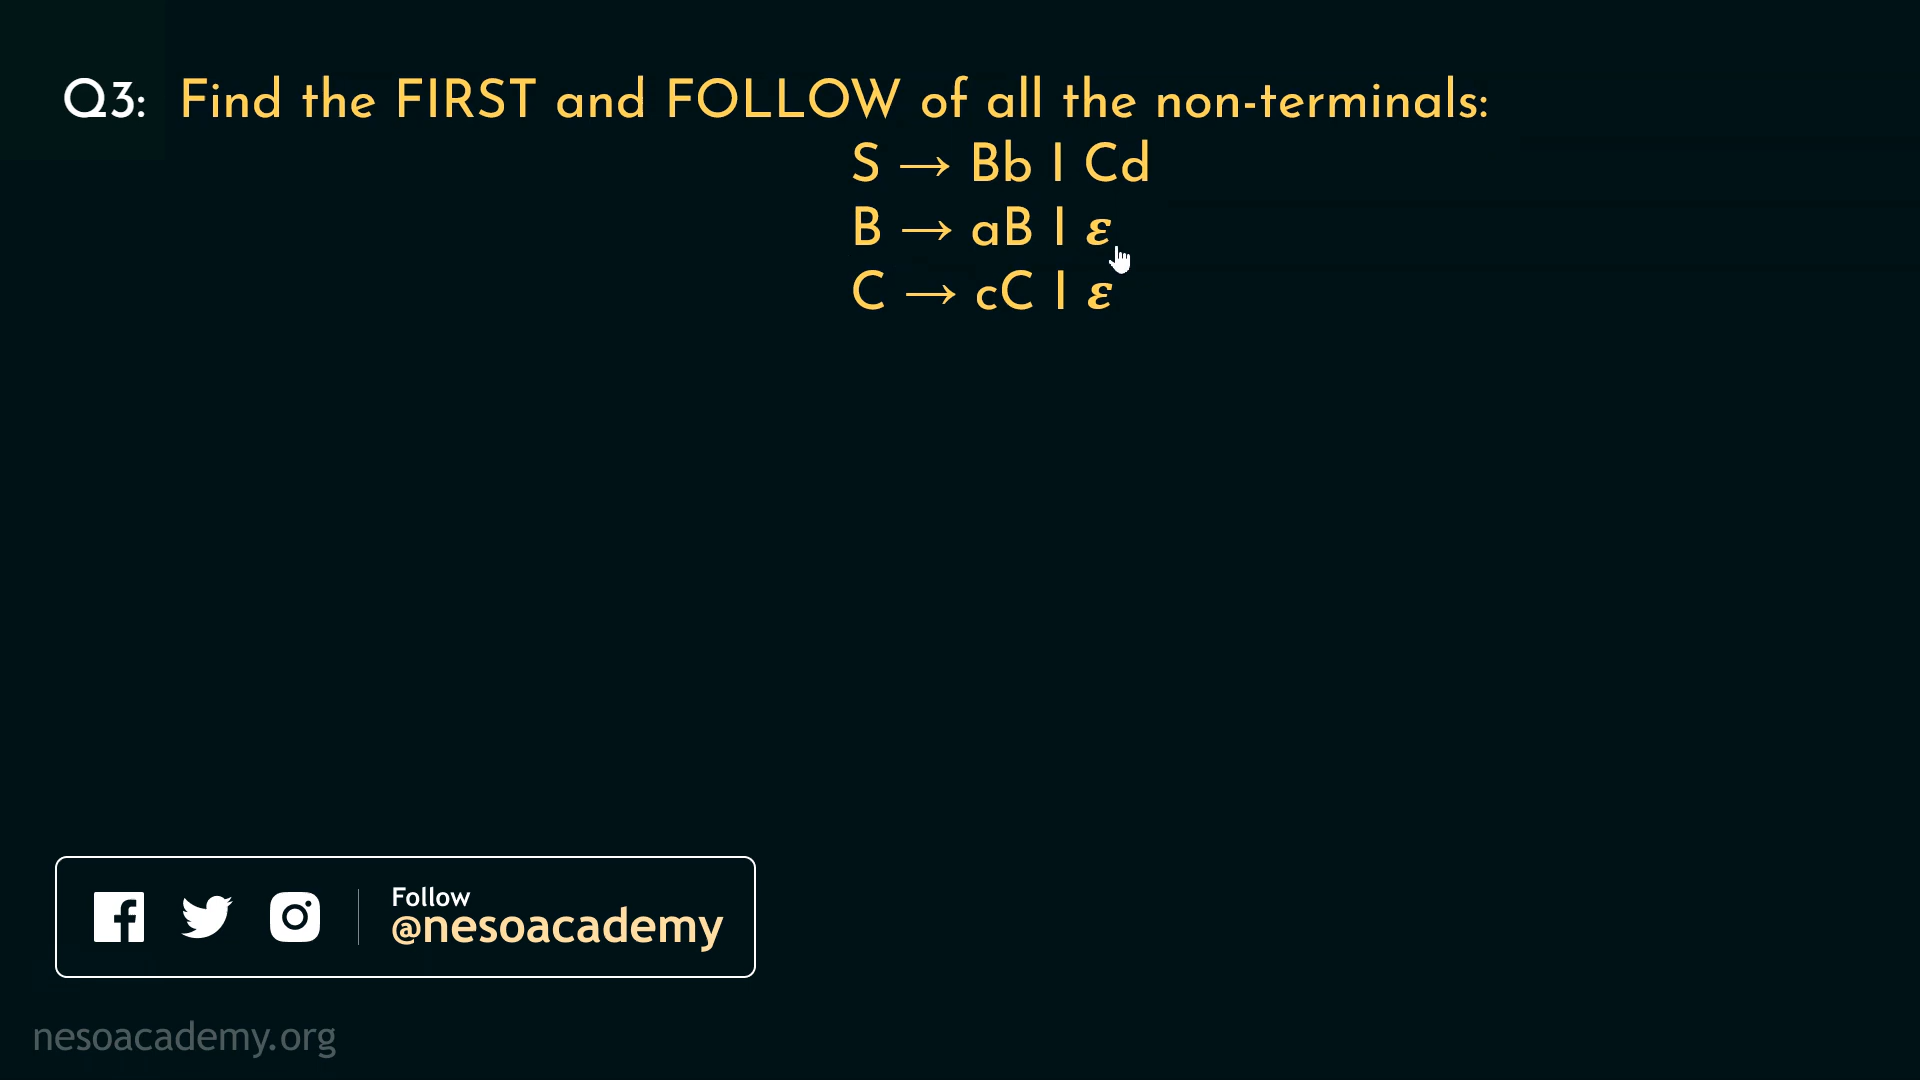 Q3: Find the FIRST and FOLLOW of all the non-terminals:
S → Bb | Cd
B → aB | ε
C → cC | ε
Follow
@nesoacademy
nesoacademy.org